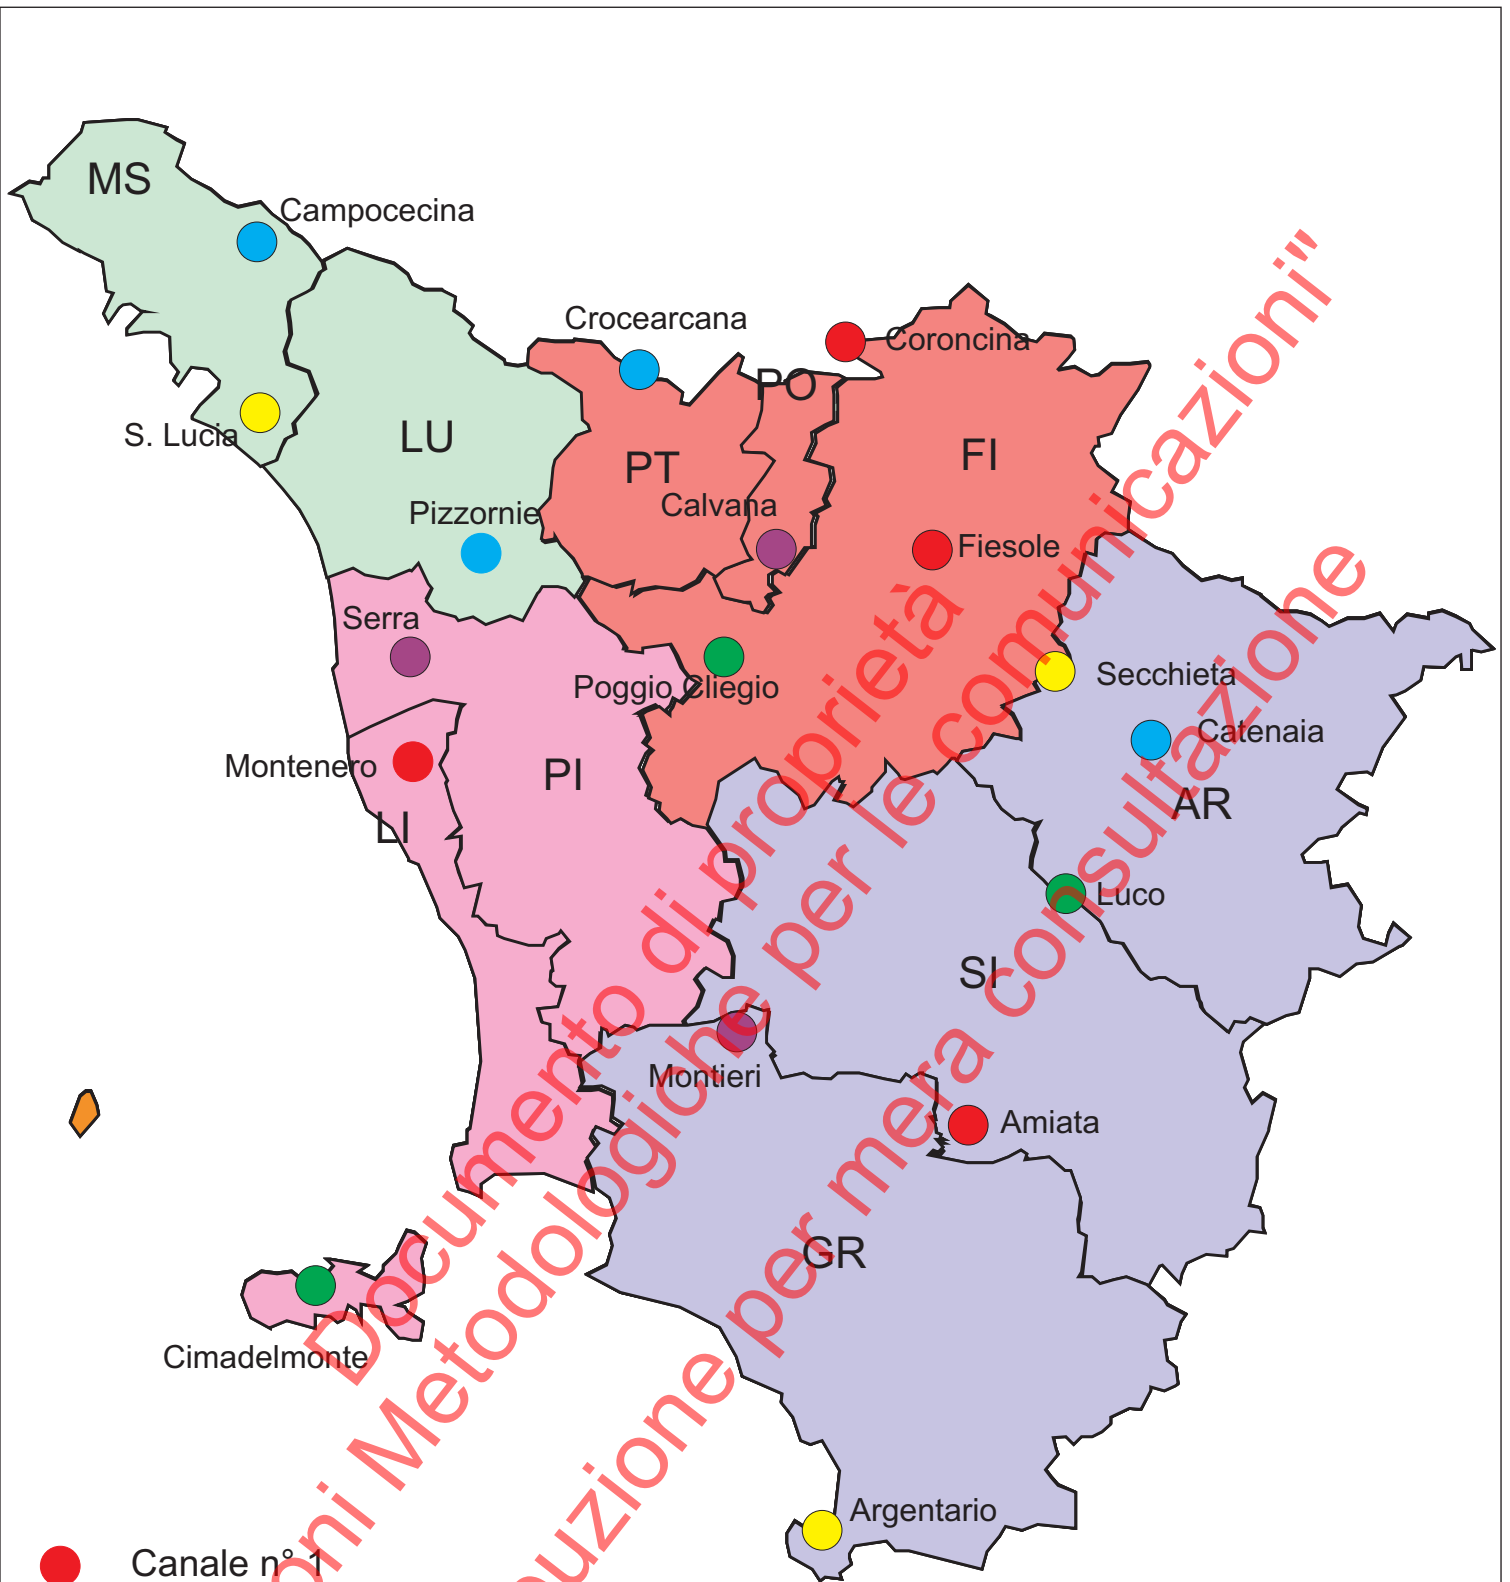 MS
Campocecina
Crocearcana
Coroncina
PO
S. Lucia
LU
PT
FI
Calvana
Pizzornie
Fiesole
Serra
Poggio Cliegio
Secchieta
Catenaia
Montenero
PI
AR
LI
Luco
SI
Montieri
Amiata
GR
Cimadelmonte
Argentario
Canale n° 1
Documento di proprietà
oni Metodologiche per le comunicazioni"
uzione per mera consultazione